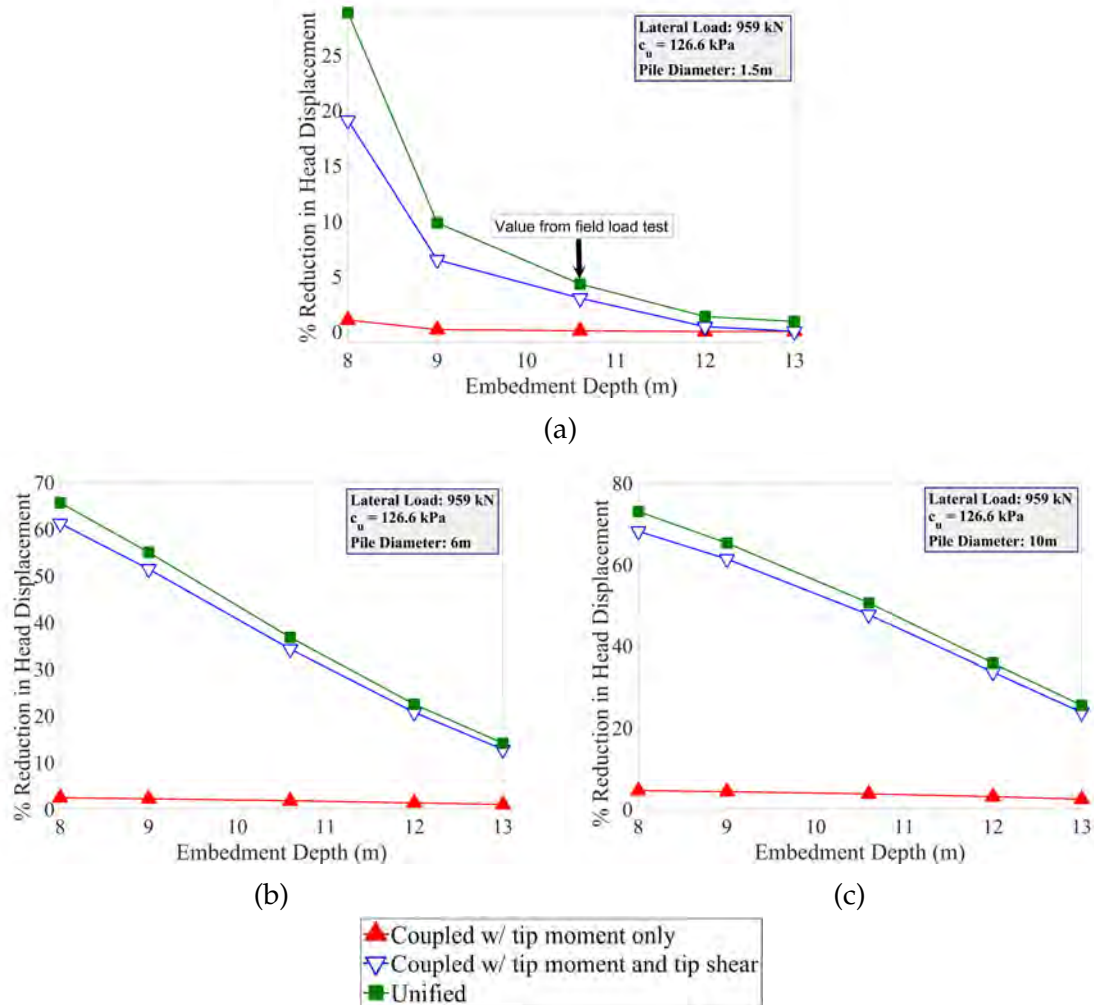 % Reduction in Head Displacement
25
20
15
10
5
0
Lateral Load: 959 kN
c_u = 126.6 kPa
Pile Diameter: 1.5m
Value from field load test
8 9 10 11 12 13
Embedment Depth (m)
(a)
% Reduction in Head Displacement
70
60
50
40
30
20
10
0
Lateral Load: 959 kN
c_u = 126.6 kPa
Pile Diameter: 6m
8 9 10 11 12 13
Embedment Depth (m)
(b)
% Reduction in Head Displacement
80
60
40
20
0
Lateral Load: 959 kN
c_u = 126.6 kPa
Pile Diameter: 10m
8 9 10 11 12 13
Embedment Depth (m)
(c)
Coupled w/ tip moment only
Coupled w/ tip moment and tip shear
Unified